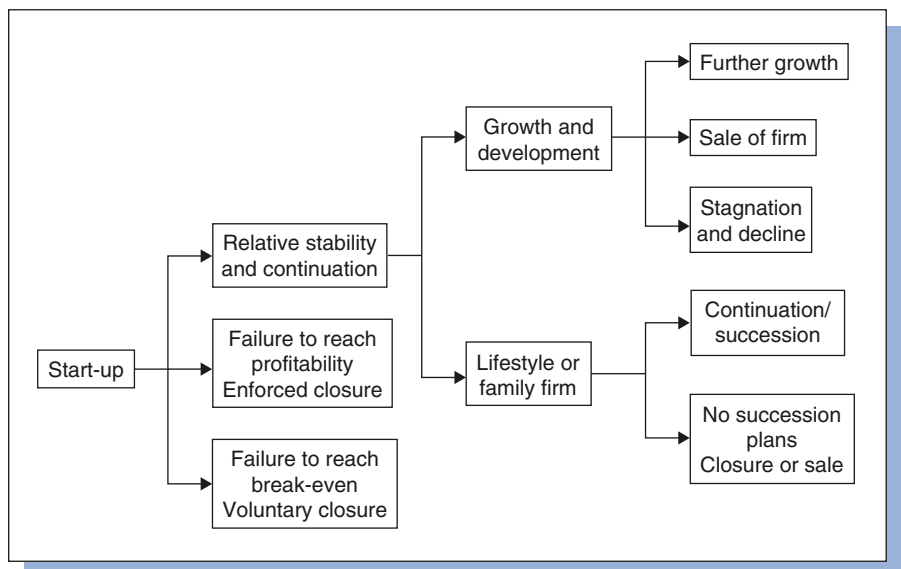 Start-up
Relative stability
and continuation
Failure to reach
profitability
Enforced closure
Failure to reach
break-even
Voluntary closure
Growth and
development
Lifestyle or
family firm
Further growth
Sale of firm
Stagnation
and decline
Continuation/
succession
No succession
plans
Closure or sale